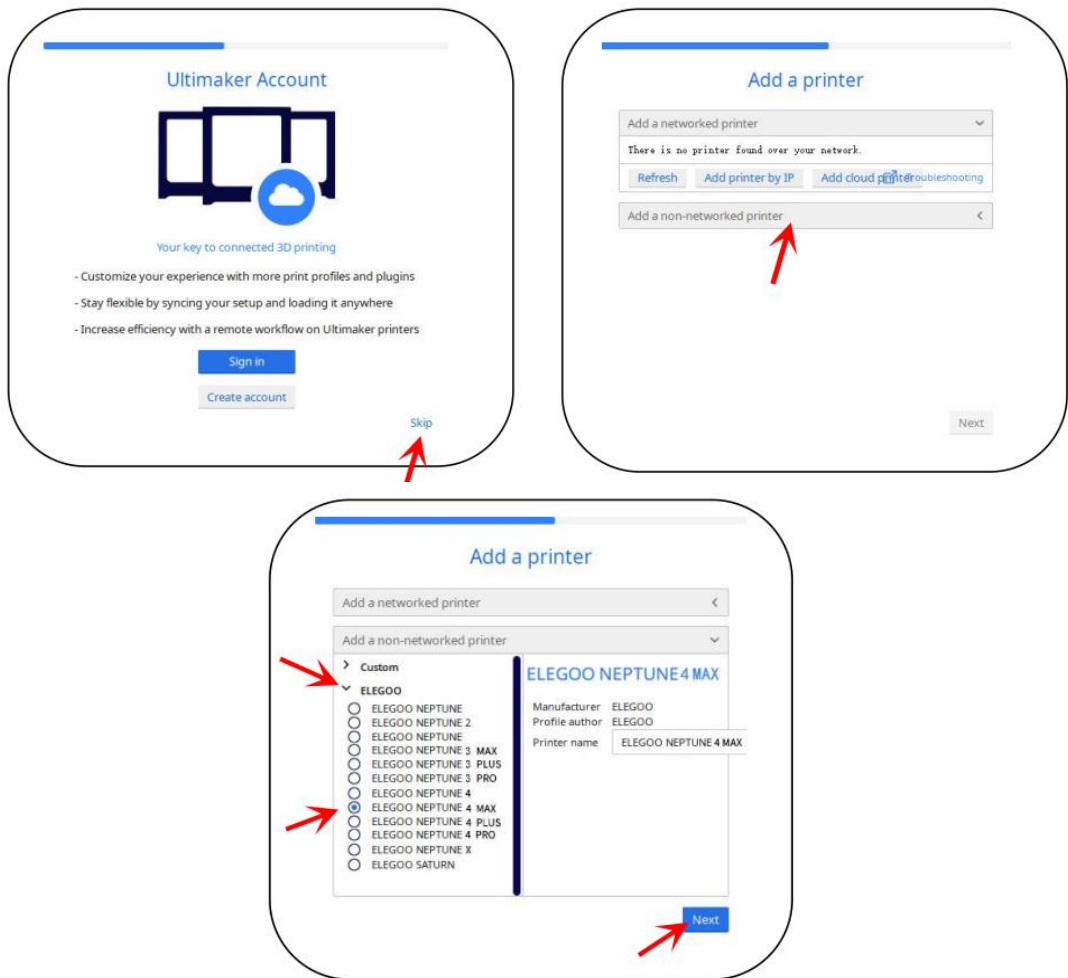 Ultimaker Account
Your key to connected 3D printing
- Customize your experience with more print profiles and plugins
- Stay flexible by syncing your setup and loading it anywhere
- Increase efficiency with a remote workflow on Ultimaker printers
Sign in
Create account
Skip
Add a printer
Add a networked printer
There is no printer found over your network.
Refresh Add printer by IP Add cloud printer Troubleshooting
Add a non-networked printer
Next
Add a printer
Add a networked printer
Add a non-networked printer
Custom
ELEGOO
ELEGOO NEPTUNE
ELEGOO NEPTUNE 2
ELEGOO NEPTUNE
ELEGOO NEPTUNE 3 MAX
ELEGOO NEPTUNE 3 PLUS
ELEGOO NEPTUNE 3 PRO
ELEGOO NEPTUNE 4
ELEGOO NEPTUNE 4 MAX
ELEGOO NEPTUNE 4 PLUS
ELEGOO NEPTUNE 4 PRO
ELEGOO NEPTUNE X
ELEGOO SATURN
ELEGOO NEPTUNE4 MAX
Manufacturer ELEGOO
Profile author ELEGOO
Printer name ELEGOO NEPTUNE 4 MAX
Next